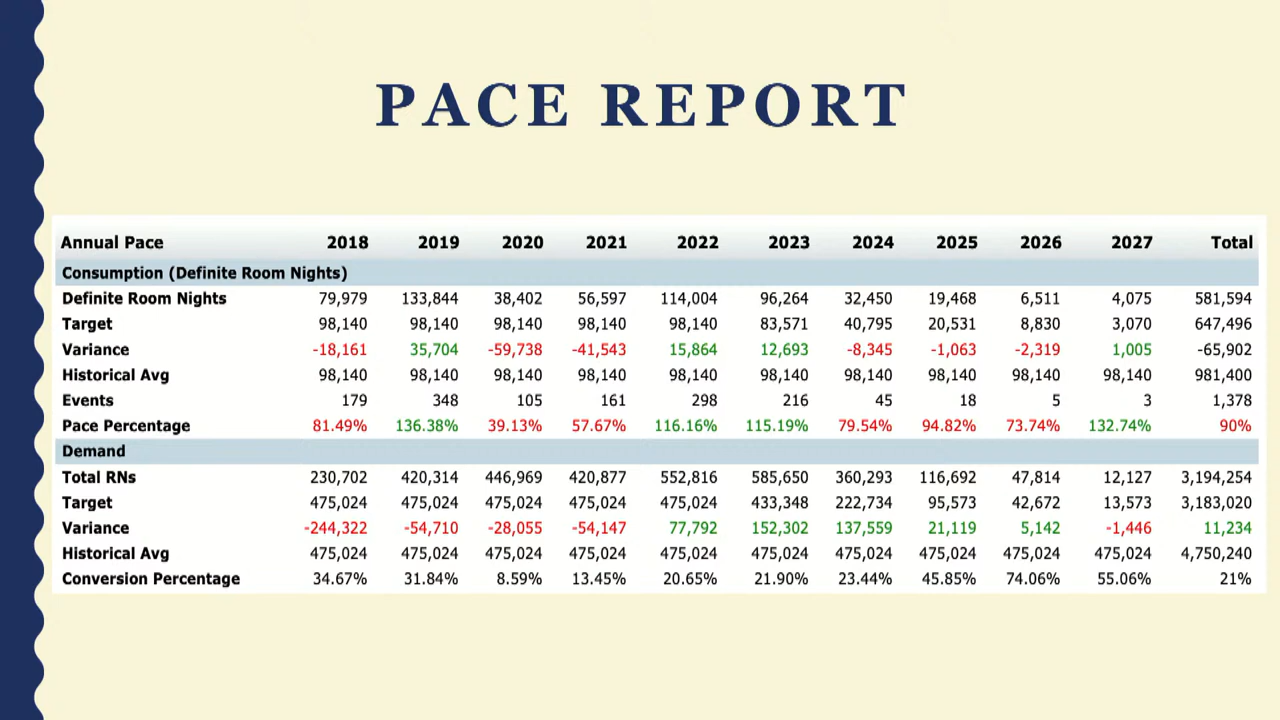 PACE REPORT
Annual Pace 2018 2019 2020 2021 2022 2023 2024 2025 2026 2027 Total
Consumption (Definite Room Nights)
Definite Room Nights 79,979 133,844 38,402 56,597 114,004 96,264 32,450 19,468 6,511 4,075 581,594
Target 98,140 98,140 98,140 98,140 98,140 83,571 40,795 20,531 8,830 3,070 647,496
Variance -18,161 35,704 -59,738 -41,543 15,864 12,693 -8,345 -1,063 -2,319 1,005 -65,902
Historical Avg 98,140 98,140 98,140 98,140 98,140 98,140 98,140 98,140 98,140 98,140 981,400
Events 179 348 105 161 298 216 45 18 5 3 1,378
Pace Percentage 81.49% 136.38% 39.13% 57.67% 116.16% 115.19% 79.54% 94.82% 73.74% 132.74% 90%
Demand
Total RNs 230,702 420,314 446,969 420,877 552,816 585,650 360,293 116,692 47,814 12,127 3,194,254
Target 475,024 475,024 475,024 475,024 475,024 433,348 222,734 95,573 42,672 13,573 3,183,020
Variance -244,322 -54,710 -28,055 -54,147 77,792 152,302 137,559 21,119 5,142 -1,446 11,234
Historical Avg 475,024 475,024 475,024 475,024 475,024 475,024 475,024 475,024 475,024 475,024 4,750,240
Conversion Percentage 34.67% 31.84% 8.59% 13.45% 20.65% 21.90% 23.44% 45.85% 74.06% 55.06% 21%